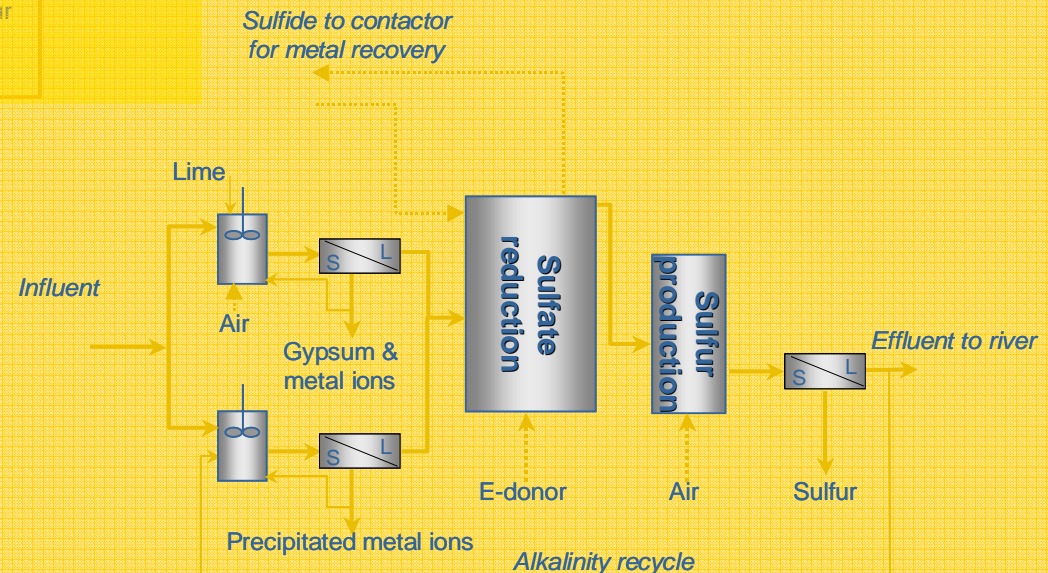 Sulfide to contactor
for metal recovery
Lime
S
L
Influent
Air
Gypsum &
metal ions
Sulfate
reduction
Sulfur
production
Effluent to river
S
L
S
L
E-donor
Air
Sulfur
Precipitated metal ions
Alkalinity recycle